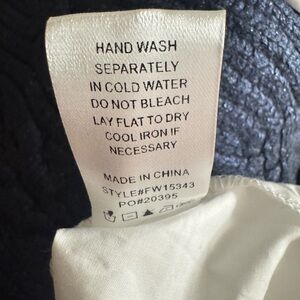 HAND WASH
SEPARATELY
IN COLD WATER
DO NOT BLEACH
LAY FLAT TO DRY
COOL IRON IF
NECESSARY
MADE IN CHINA
STYLE#FW15343
PO#20395